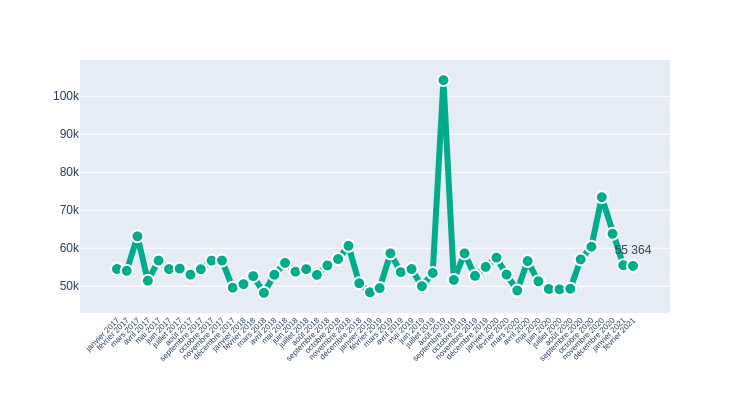 100k
90k
80k
70k
60k
50k
55 364
janvier 2017
février 2017
mars 2017
avril 2017
mai 2017
juin 2017
juillet 2017
août 2017
septembre 2017
octobre 2017
novembre 2017
décembre 2017
janvier 2018
février 2018
mars 2018
avril 2018
mai 2018
juin 2018
juillet 2018
août 2018
septembre 2018
octobre 2018
novembre 2018
décembre 2018
janvier 2019
février 2019
mars 2019
avril 2019
mai 2019
juin 2019
juillet 2019
août 2019
septembre 2019
octobre 2019
novembre 2019
décembre 2019
janvier 2020
février 2020
mars 2020
avril 2020
mai 2020
juin 2020
juillet 2020
août 2020
septembre 2020
octobre 2020
novembre 2020
décembre 2020
janvier 2021
février 2021